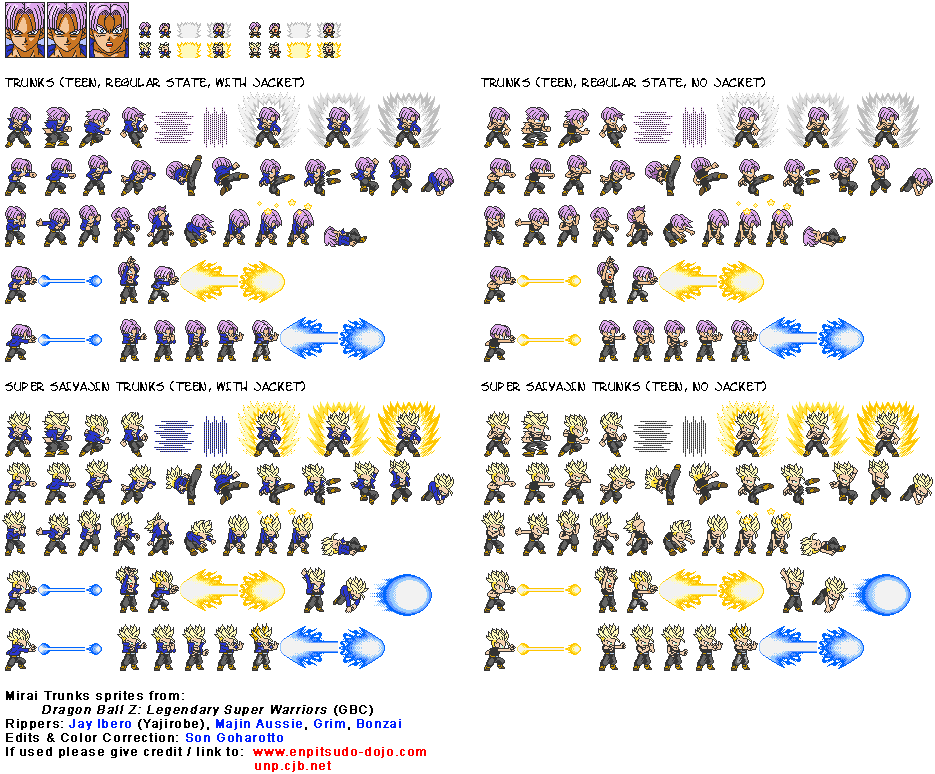 TRUNKS (TEEN, REGULAR STATE, WITH JACKET)
TRUNKS (TEEN, REGULAR STATE, NO JACKET)
SUPER SAIYAJIN TRUNKS (TEEN, WITH JACKET)
SUPER SAIYAJIN TRUNKS (TEEN, NO JACKET)
Mirai Trunks sprites from:
Dragon Ball Z: Legendary Super Warriors (GBC)
Rippers: Jay Ibero (Yajirobe), Majin Aussie, Grim, Bonzai
Edits & Color Correction: Son Goharotto
If used please give credit / link to: www.enpitsudo-dojo.com
unp.cjb.net